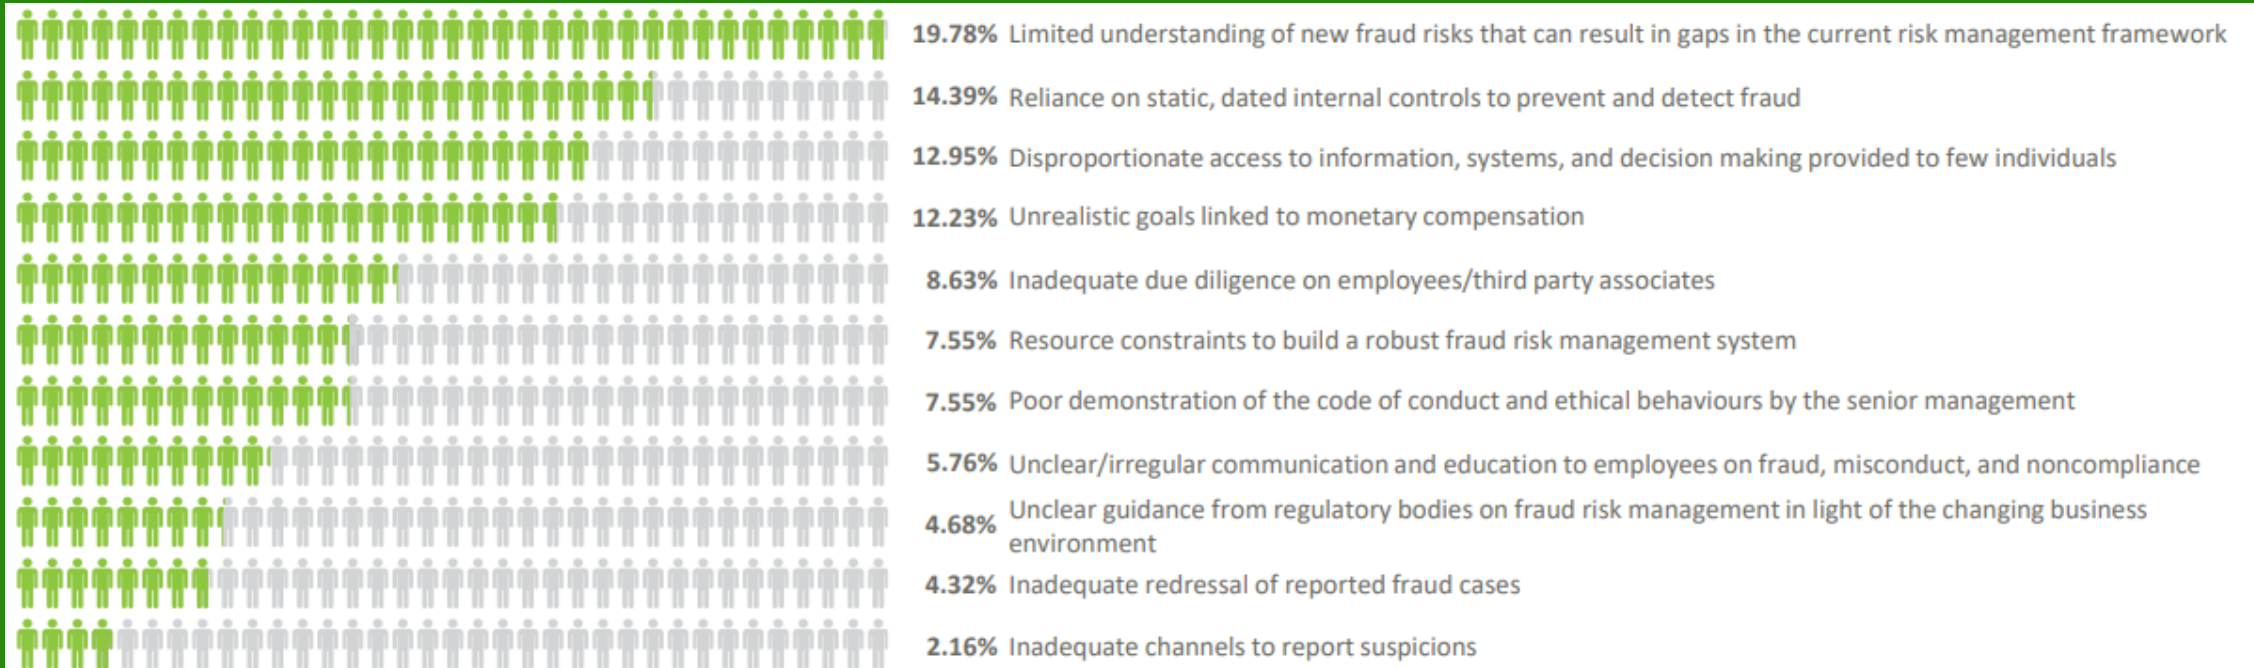 19.78% Limited understanding of new fraud risks that can result in gaps in the current risk management framework
14.39% Reliance on static, dated internal controls to prevent and detect fraud
12.95% Disproportionate access to information, systems, and decision making provided to few individuals
12.23% Unrealistic goals linked to monetary compensation
8.63% Inadequate due diligence on employees/third party associates
7.55% Resource constraints to build a robust fraud risk management system
7.55% Poor demonstration of the code of conduct and ethical behaviours by the senior management
5.76% Unclear/irregular communication and education to employees on fraud, misconduct, and noncompliance
4.68% Unclear guidance from regulatory bodies on fraud risk management in light of the changing business
environment
4.32% Inadequate redressal of reported fraud cases
2.16% Inadequate channels to report suspicions